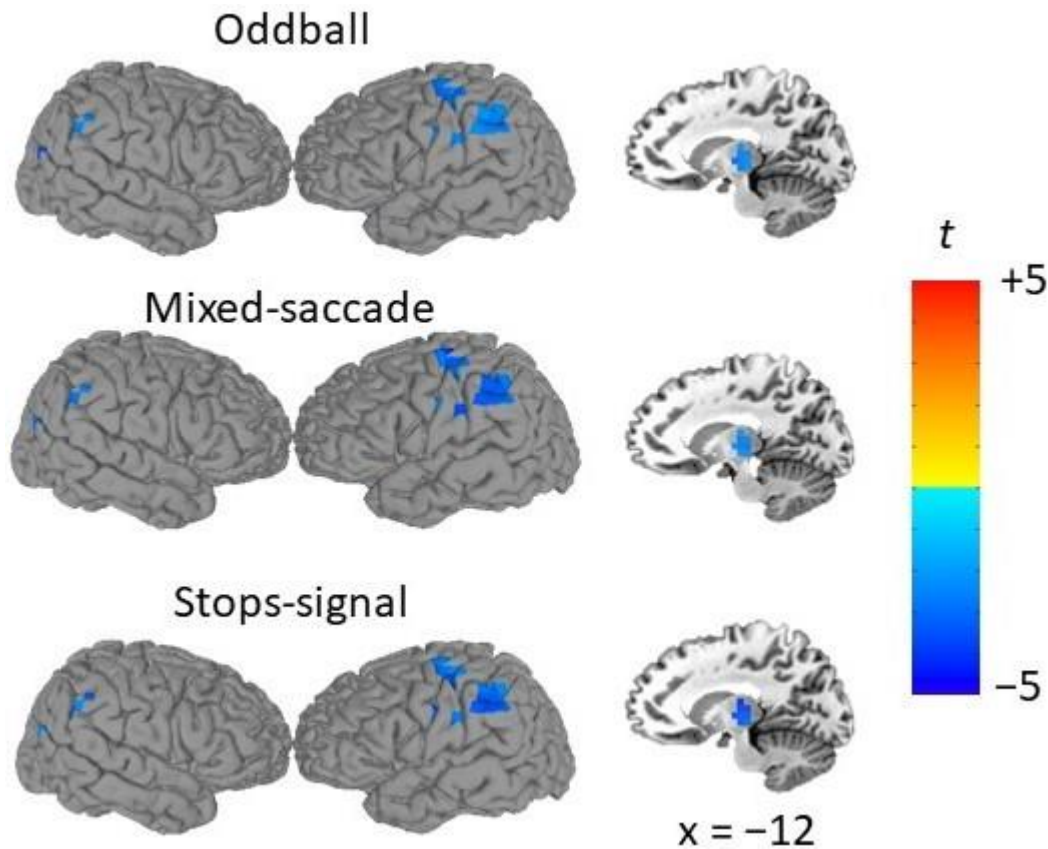 Oddball
t
+5
Mixed-saccade
Stops-signal
−5
x = −12